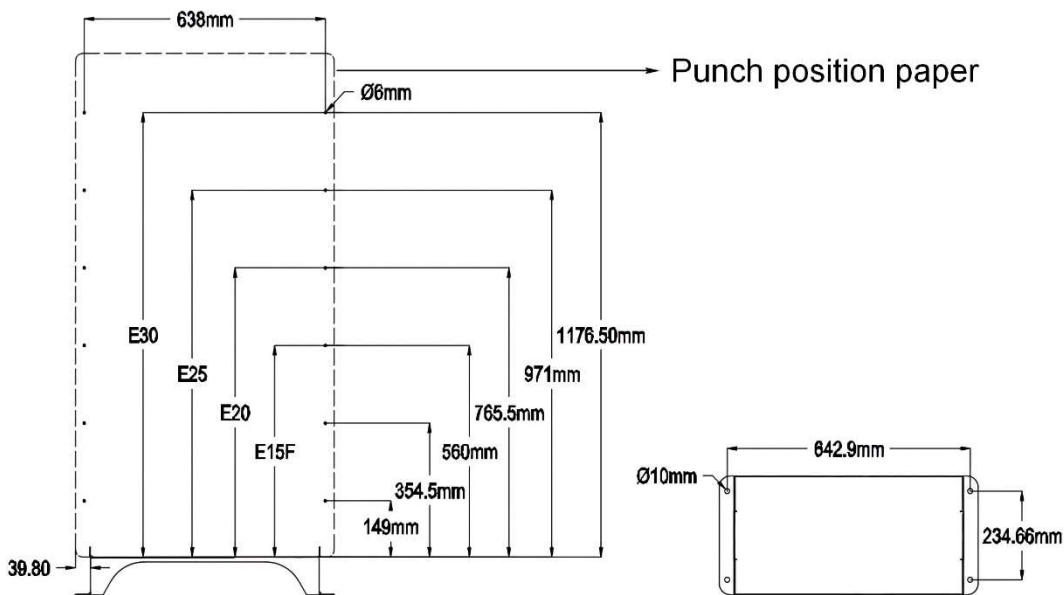 638mm
Punch position paper
Ø6mm
E30
E25
E20
E15F
1176.50mm
971mm
765.5mm
560mm
354.5mm
149mm
39.80
642.9mm
Ø10mm
234.66mm